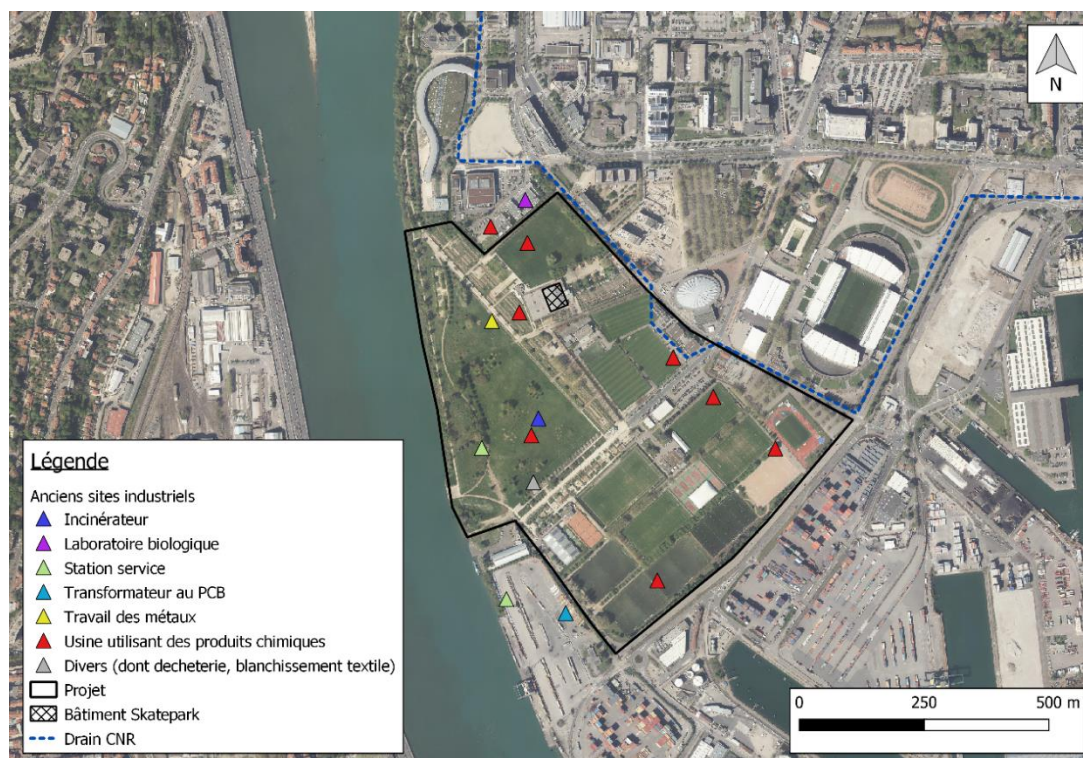 N
Légende
Anciens sites industriels
Incinérateur
Laboratoire biologique
Station service
Transformateur au PCB
Travail des métaux
Usine utilisant des produits chimiques
Divers (dont decheterie, blanchissement textile)
Projet
Bâtiment Skatepark
Drain CNR
0 250 500 m